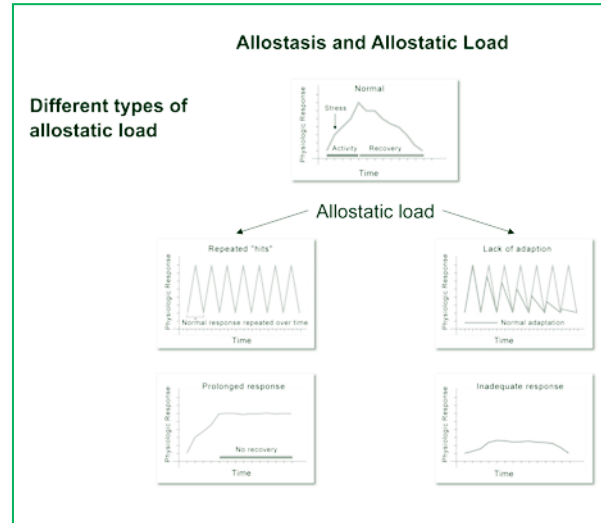 Allostasis and Allostatic Load
Different types of
allostatic load
Normal
Stress
Physiologic Response
Activity
Recovery
Time
Allostatic load
Repeated "hits"
Physiologic Response
Normal response repeated over time
Time
Lack of adaption
Physiologic Response
Normal adaptation
Time
Prolonged response
Physiologic Response
No recovery
Time
Inadequate response
Physiologic Response
Time